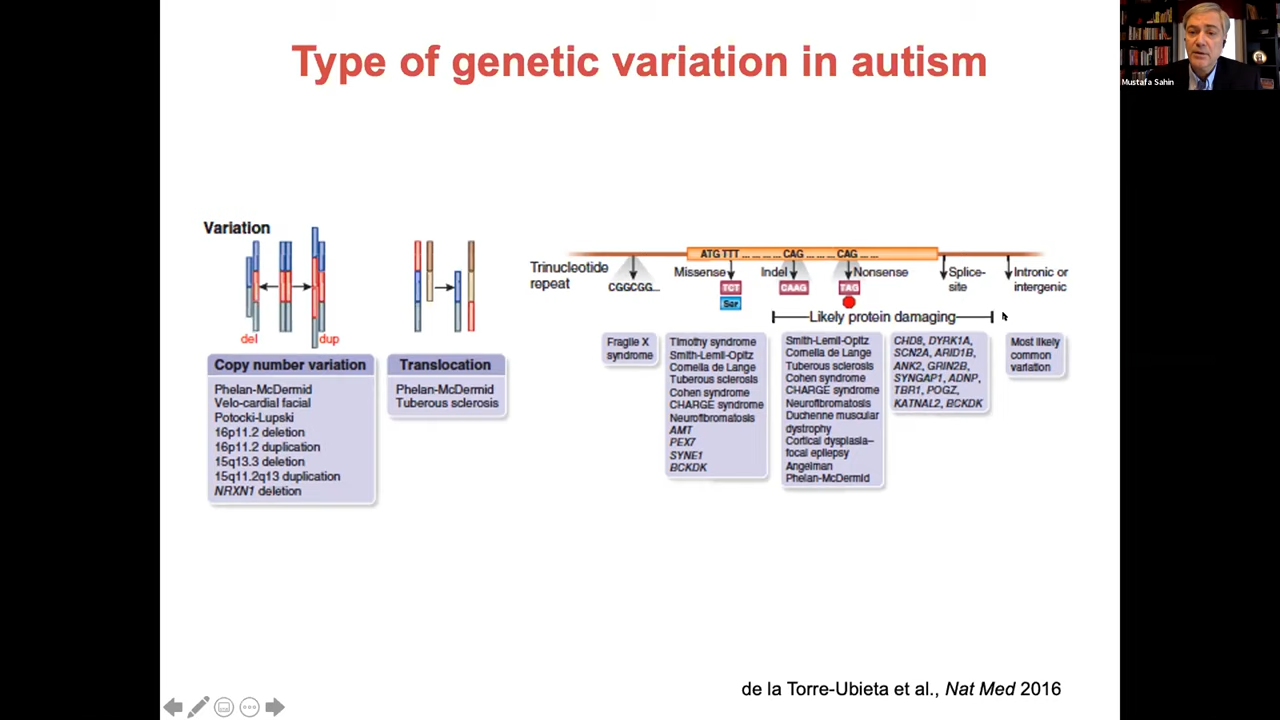 Type of genetic variation in autism
Mustafa Sahin
Variation
del
dup
Copy number variation
Phelan-McDermid
Velo-cardial facial
Potocki-Lupski
16p11.2 deletion
16p11.2 duplication
15q13.3 deletion
15q11.2q13 duplication
NRXN1 deletion
Translocation
Phelan-McDermid
Tuberous sclerosis
Trinucleotide
repeat
CGGCGG...
ATG TTT ... ... ... CAG ... ... CAG ... ...
Missense
TCT
Ser
Indel
CAAG
Nonsense
TAG
Splice-
site
Intronic or
intergenic
Likely protein damaging
Fragile X
syndrome
Timothy syndrome
Smith-Lemil-Opitz
Cornelia de Lange
Tuberous sclerosis
Cohen syndrome
CHARGE syndrome
Neurofibromatosis
AMT
PEX7
SYNE1
BCKDK
Smith-Lemil-Opitz
Cornelia de Lange
Tuberous sclerosis
Cohen syndrome
CHARGE syndrome
Neurofibromatosis
Duchenne muscular
dystrophy
Cortical dysplasia–
focal epilepsy
Angelman
Phelan-McDermid
CHD8, DYRK1A,
SCN2A, ARID1B,
ANK2, GRIN2B,
SYNGAP1, ADNP,
TBR1, POGZ,
KATNAL2, BCKDK
Most likely
common
variation
de la Torre-Ubieta et al., Nat Med 2016